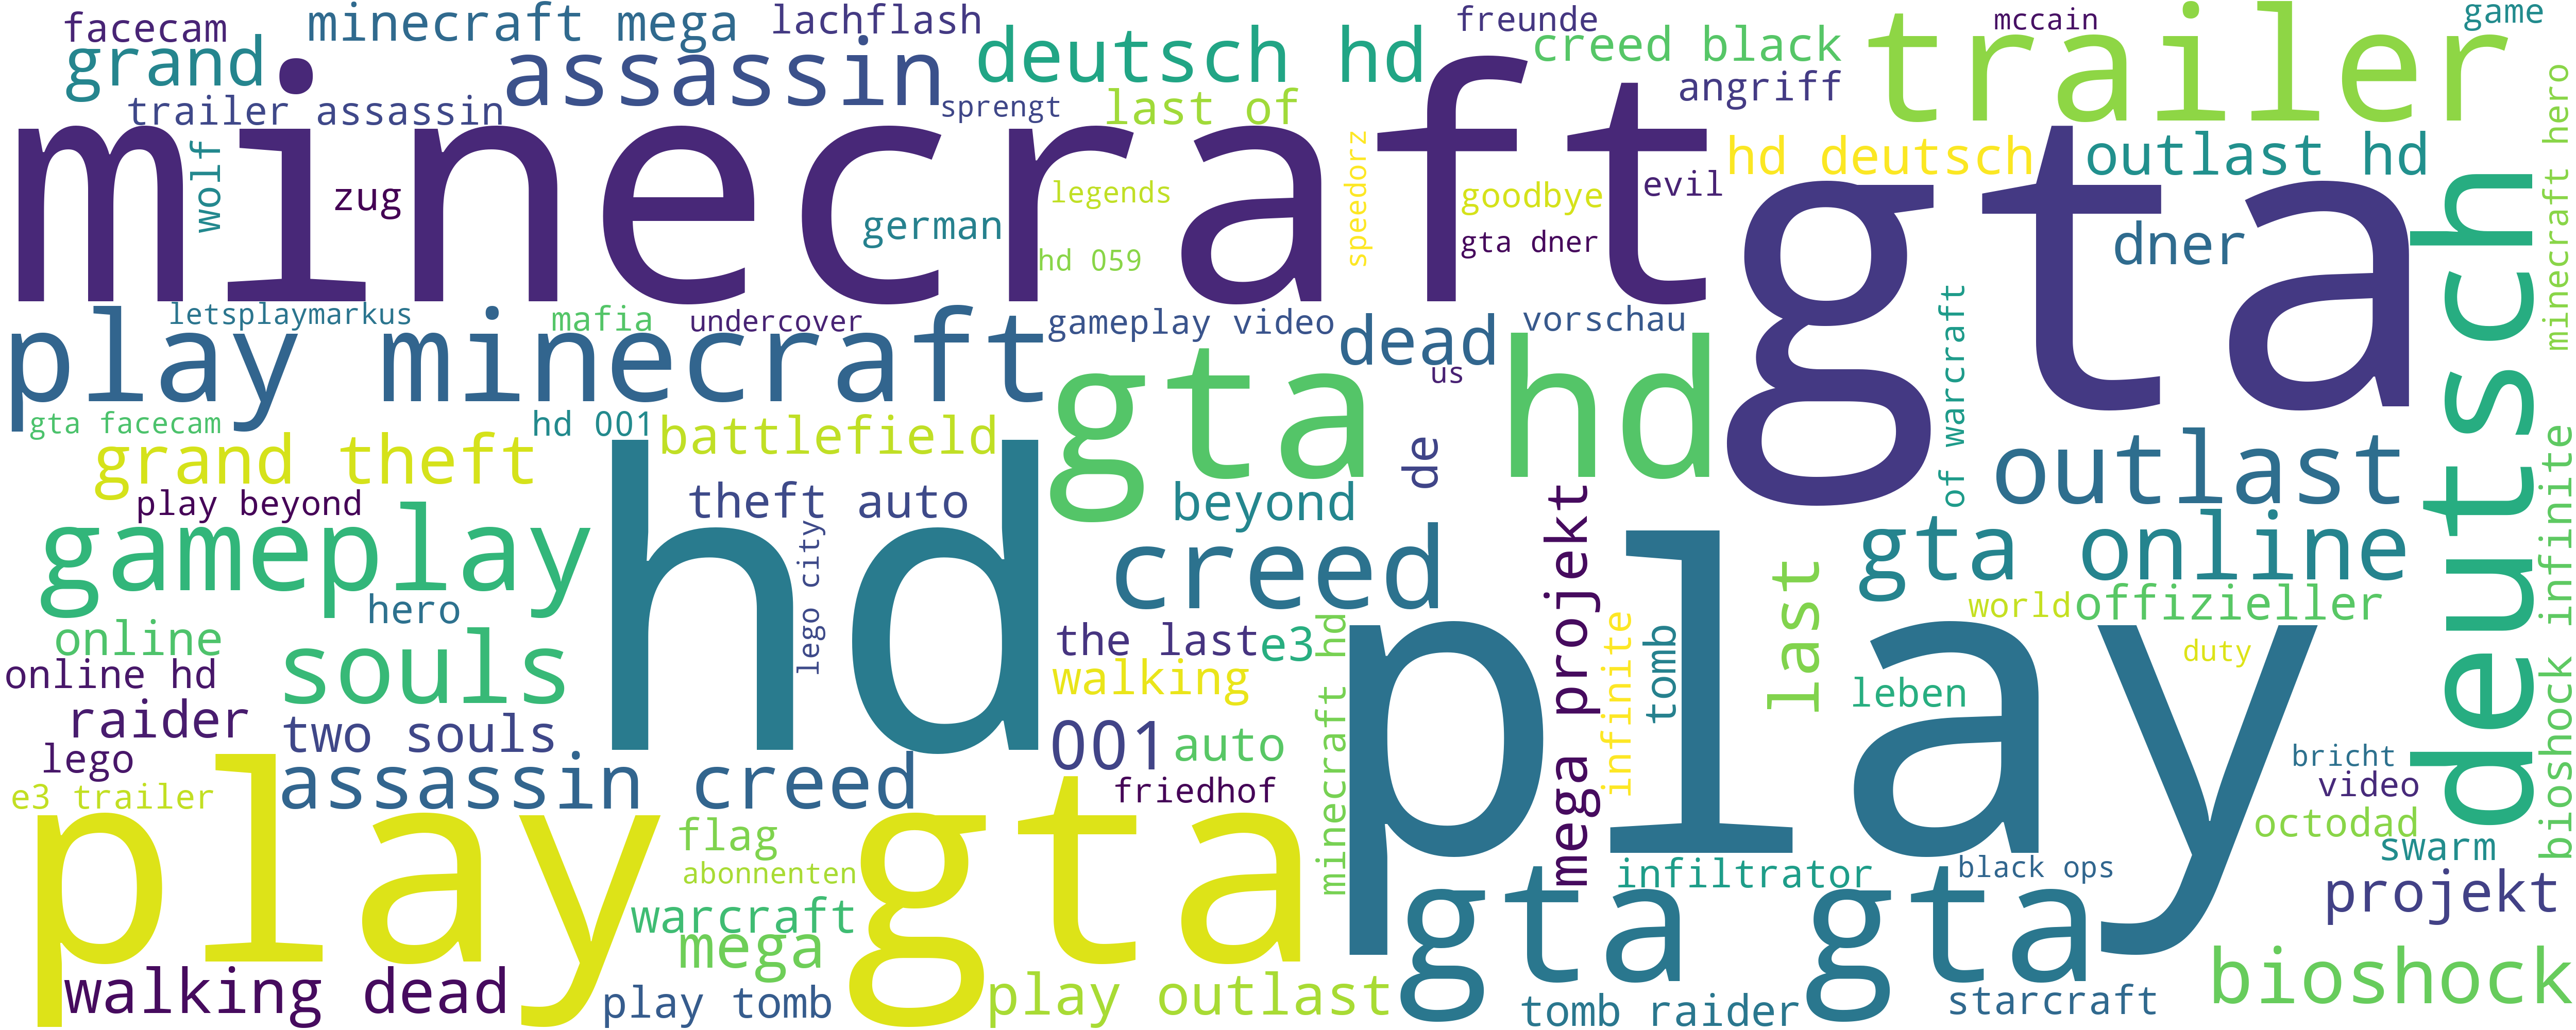 facecam
minecraft mega
lachflash
freunde
mccain
game
grand
assassin
deutsch hd
creed black
trailer
trailer assassin
sprengt
last of
angriff
minecraft
wolf
zug
german
legends
hd 059
speedorz
goodbye
gta dner
evil
hd deutsch
outlast hd
gta
dner
minecraft hero
deutsch
letsplaymarkus
mafia
undercover
gameplay video
dead
vorschau
play minecraft
us
gta hd
of warcraft
gta facecam
hd 001
battlefield
grand theft
de
outlast
play beyond
theft auto
beyond
gameplay
hd
lego city
creed
mega projekt
last
gta online
bioshock infinite
hero
online
souls
the last
e3
minecraft hd
infinite
tomb
world
offizieller
duty
online hd
walking
play
leben
raider
two souls
001
auto
lego
assassin creed
friedhof
bricht
video
e3 trailer
play gta
flag
abonnenten
octodad
swarm
infiltrator
black ops
projekt
warcraft
mega
gta gta
walking dead
play tomb
play outlast
tomb raider
starcraft
bioshock